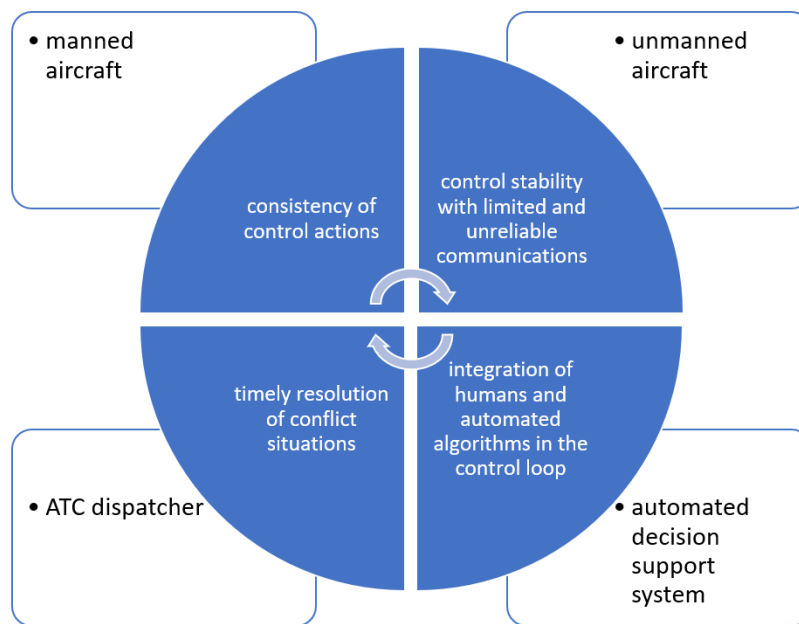 • manned
aircraft
• unmanned
aircraft
consistency of
control actions
control stability
with limited and
unreliable
communications
timely resolution
of conflict
situations
integration of
humans and
automated
algorithms in the
control loop
• ATC dispatcher
• automated
decision
support
system